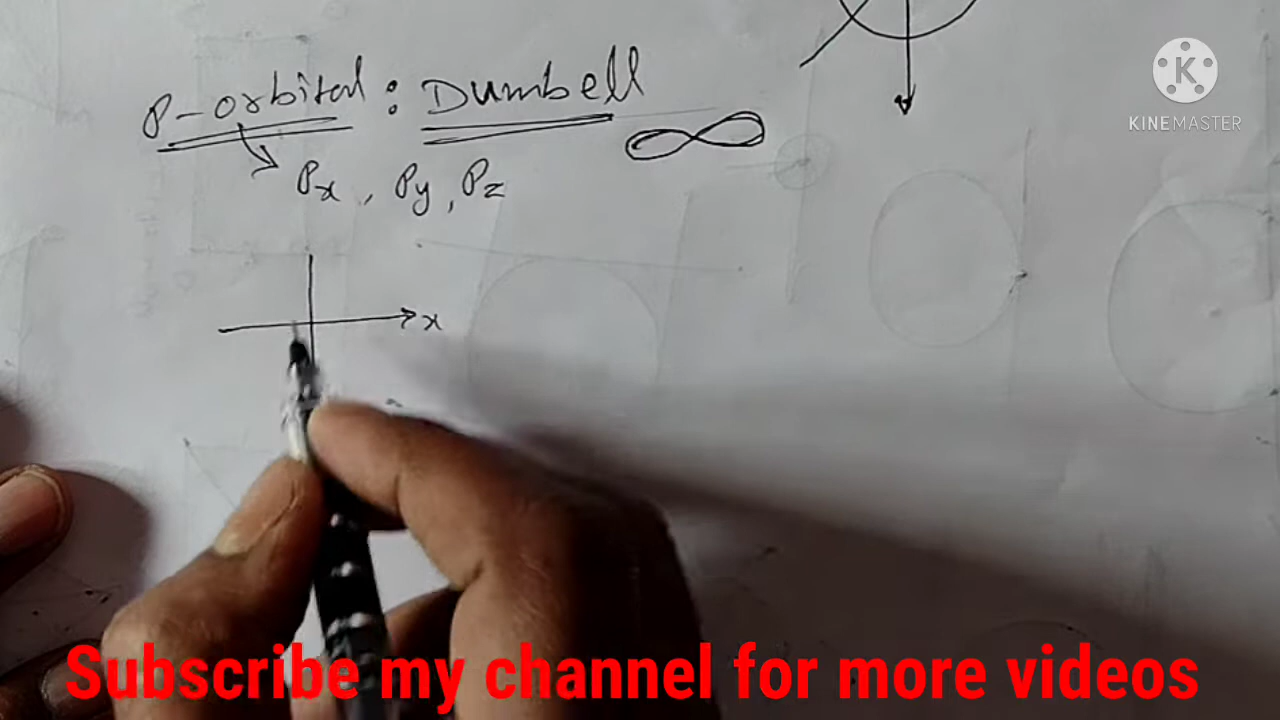 P-orbital : Dumbell
Px , Py , Pz
x
KINEMASTER
Subscribe my channel for more videos